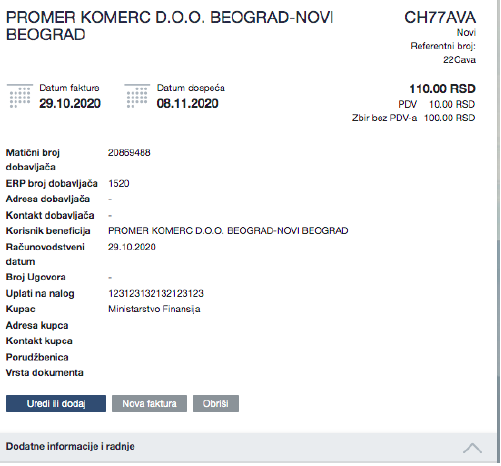 PROMER KOMERC D.O.O. BEOGRAD-NOVI
BEOGRAD
CH77AVA
Novi
Referentni broj:
22Cava
Datum fakture
29.10.2020
Datum dospeća
08.11.2020
110.00 RSD
PDV 10.00 RSD
Zbir bez PDV-a 100.00 RSD
Matični broj
dobavljača
20869488
ERP broj dobavljača 1520
Adresa dobavljača -
Kontakt dobavljača -
Korisnik beneficija PROMER KOMERC D.O.O. BEOGRAD-NOVI BEOGRAD
Računovodstveni
datum
29.10.2020
Broj Ugovora -
Uplati na nalog 123123132132123123
Kupac Ministarstvo Finansija
Adresa kupca
Kontakt kupca
Porudžbenica
Vrsta dokumenta
Uredi ili dodaj Nova faktura Obriši
Dodatne informacije i radnje